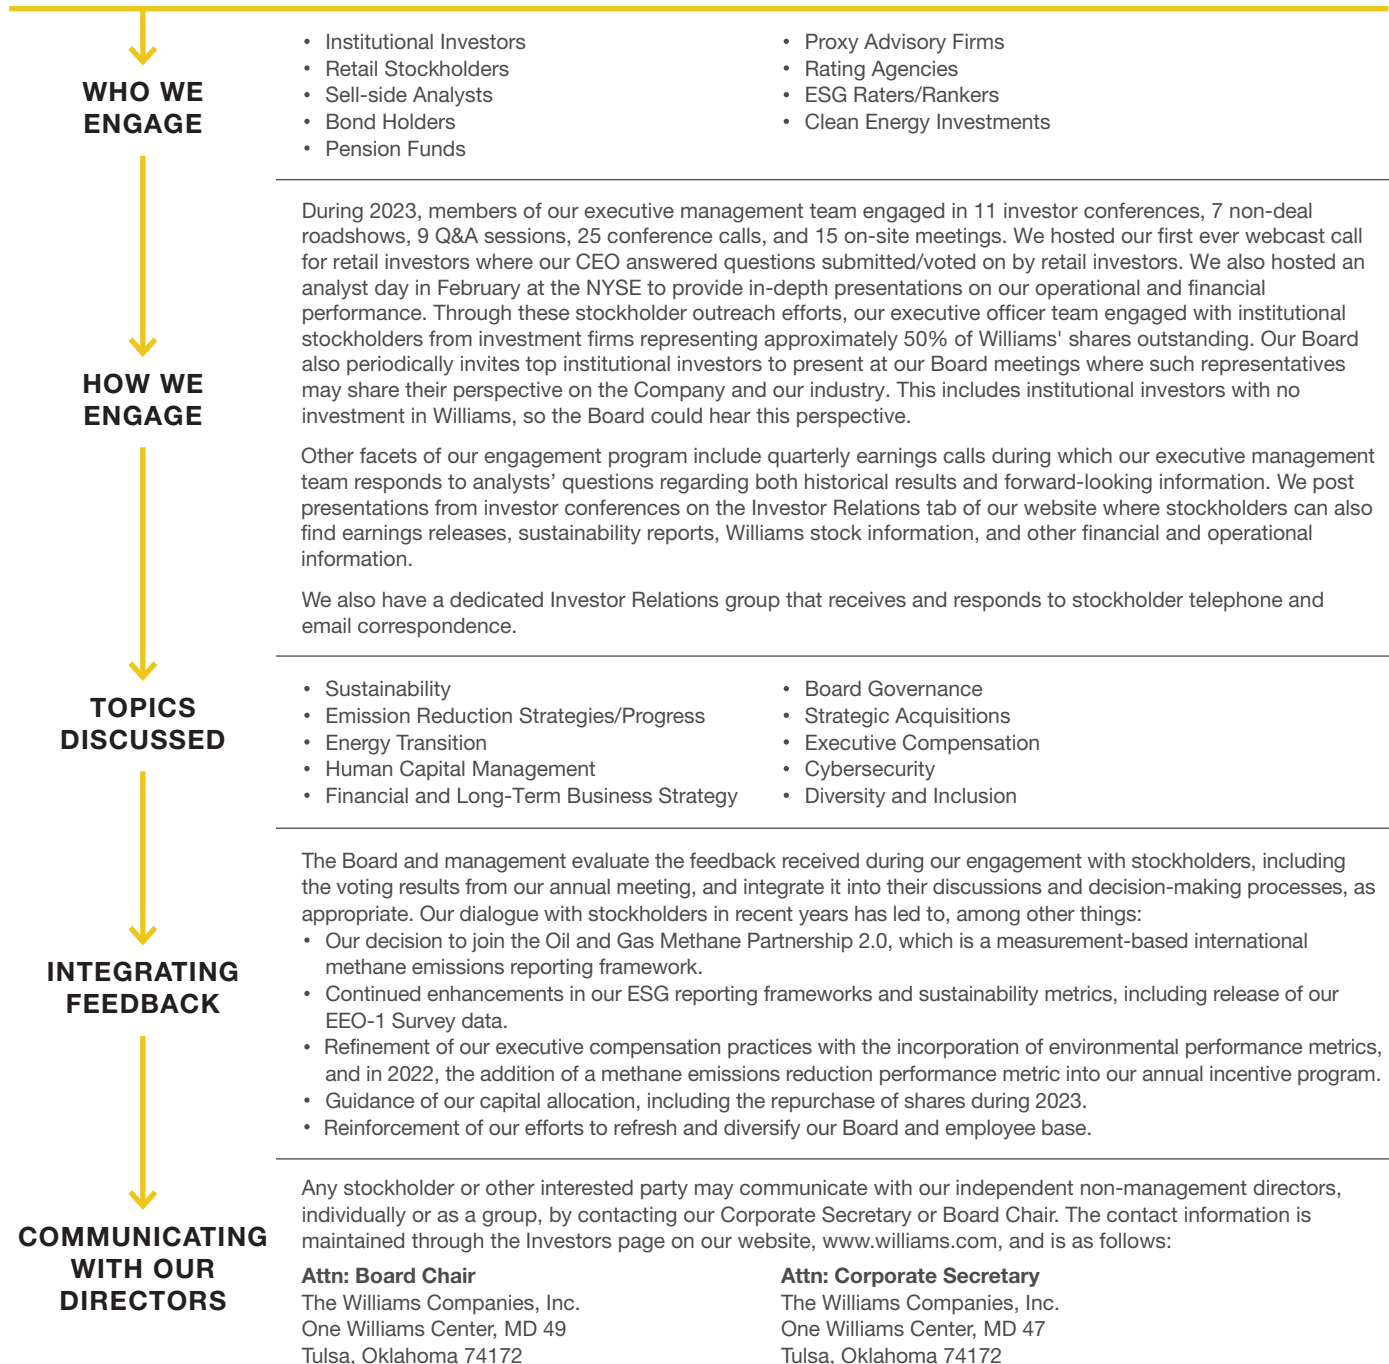 WHO WE
ENGAGE
• Institutional Investors
• Retail Stockholders
• Sell-side Analysts
• Bond Holders
• Pension Funds
• Proxy Advisory Firms
• Rating Agencies
• ESG Raters/Rankers
• Clean Energy Investments
HOW WE
ENGAGE
During 2023, members of our executive management team engaged in 11 investor conferences, 7 non-deal
roadshows, 9 Q&A sessions, 25 conference calls, and 15 on-site meetings. We hosted our first ever webcast call
for retail investors where our CEO answered questions submitted/voted on by retail investors. We also hosted an
analyst day in February at the NYSE to provide in-depth presentations on our operational and financial
performance. Through these stockholder outreach efforts, our executive officer team engaged with institutional
stockholders from investment firms representing approximately 50% of Williams' shares outstanding. Our Board
also periodically invites top institutional investors to present at our Board meetings where such representatives
may share their perspective on the Company and our industry. This includes institutional investors with no
investment in Williams, so the Board could hear this perspective.
Other facets of our engagement program include quarterly earnings calls during which our executive management
team responds to analysts’ questions regarding both historical results and forward-looking information. We post
presentations from investor conferences on the Investor Relations tab of our website where stockholders can also
find earnings releases, sustainability reports, Williams stock information, and other financial and operational
information.
We also have a dedicated Investor Relations group that receives and responds to stockholder telephone and
email correspondence.
TOPICS
DISCUSSED
• Sustainability
• Emission Reduction Strategies/Progress
• Energy Transition
• Human Capital Management
• Financial and Long-Term Business Strategy
• Board Governance
• Strategic Acquisitions
• Executive Compensation
• Cybersecurity
• Diversity and Inclusion
INTEGRATING
FEEDBACK
The Board and management evaluate the feedback received during our engagement with stockholders, including
the voting results from our annual meeting, and integrate it into their discussions and decision-making processes, as
appropriate. Our dialogue with stockholders in recent years has led to, among other things:
• Our decision to join the Oil and Gas Methane Partnership 2.0, which is a measurement-based international
methane emissions reporting framework.
• Continued enhancements in our ESG reporting frameworks and sustainability metrics, including release of our
EEO-1 Survey data.
• Refinement of our executive compensation practices with the incorporation of environmental performance metrics,
and in 2022, the addition of a methane emissions reduction performance metric into our annual incentive program.
• Guidance of our capital allocation, including the repurchase of shares during 2023.
• Reinforcement of our efforts to refresh and diversify our Board and employee base.
COMMUNICATING
WITH OUR
DIRECTORS
Any stockholder or other interested party may communicate with our independent non-management directors,
individually or as a group, by contacting our Corporate Secretary or Board Chair. The contact information is
maintained through the Investors page on our website, www.williams.com, and is as follows:
Attn: Board Chair
The Williams Companies, Inc.
One Williams Center, MD 49
Tulsa, Oklahoma 74172
Attn: Corporate Secretary
The Williams Companies, Inc.
One Williams Center, MD 47
Tulsa, Oklahoma 74172